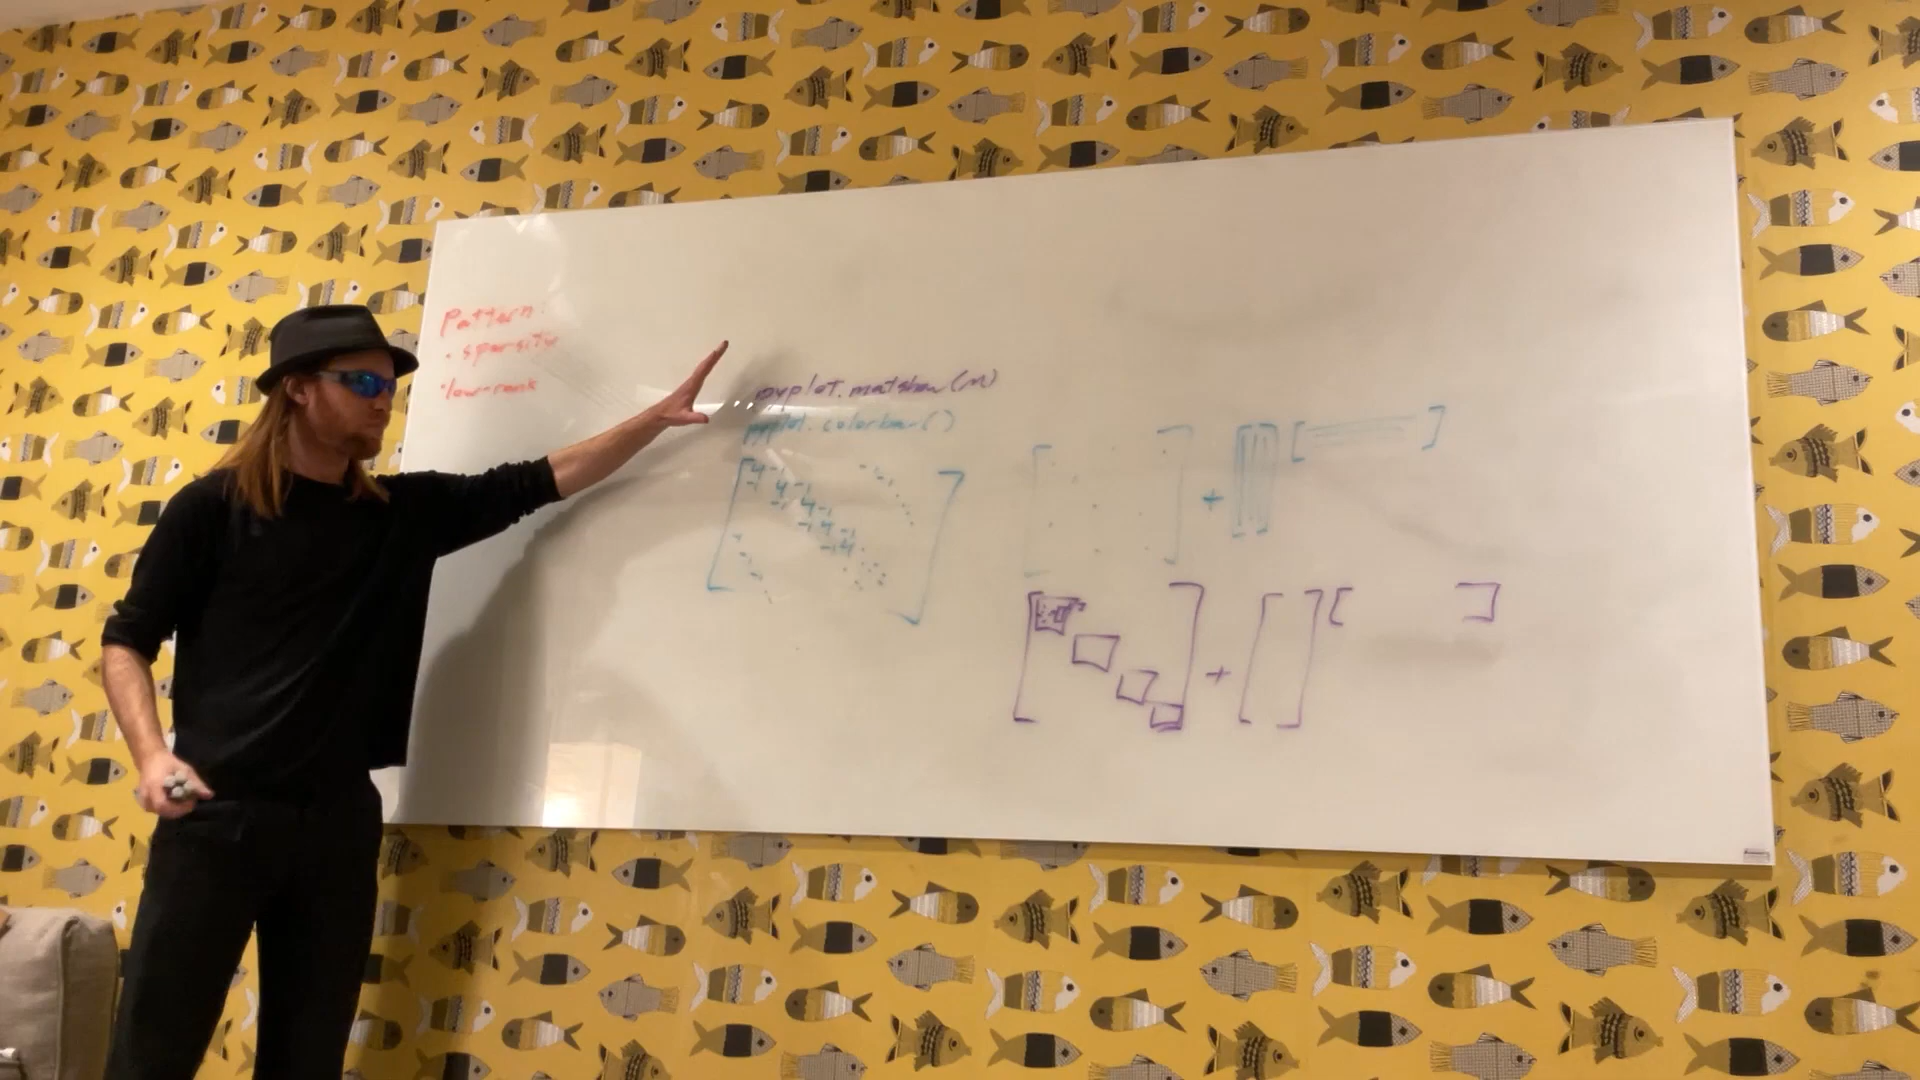 Pattern:
• sparsity
• low-rank
pyplot.matshow(M)
pyplot.colorbar()
4 -1
-1 4 -1
-1 4 -1
-1 4 -1
-1 4
+
+